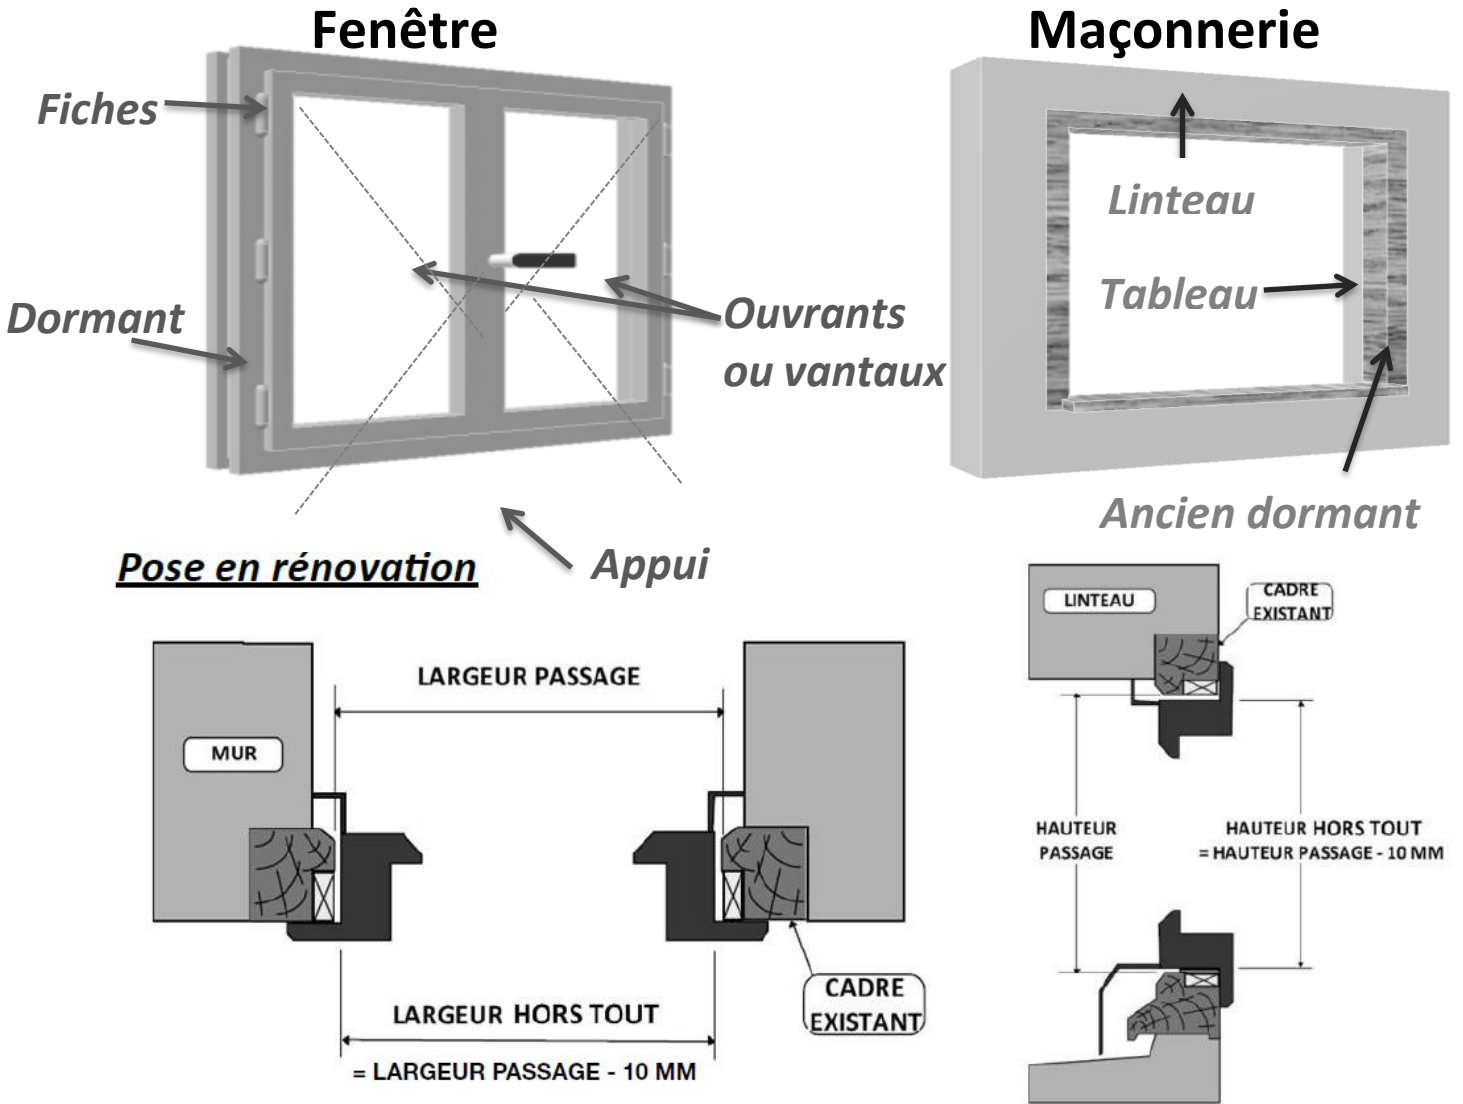 Fenêtre
Maçonnerie
Fiches
Linteau
Tableau
Dormant
Ouvrants
ou vantaux
Ancien dormant
Appui
Pose en rénovation
LINTEAU
CADRE
EXISTANT
LARGEUR PASSAGE
MUR
HAUTEUR
PASSAGE
HAUTEUR HORS TOUT
= HAUTEUR PASSAGE - 10 MM
CADRE
EXISTANT
LARGEUR HORS TOUT
= LARGEUR PASSAGE - 10 MM